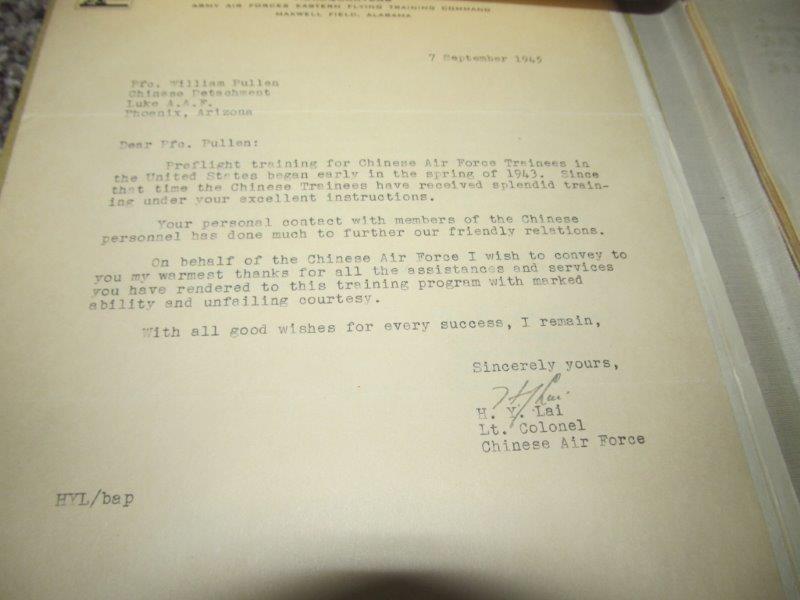 ARMY AIR FORCES EASTERN FLYING TRAINING COMMAND
MAXWELL FIELD, ALABAMA
7 September 1945
Pfc. William Pullen
Chinese Detachment
Luke A.A.F.
Phoenix, Arizona
Dear Pfc. Pullen:
Preflight training for Chinese Air Force Trainees in
the United States began early in the spring of 1943. Since
that time the Chinese Trainees have received splendid train-
ing under your excellent instructions.
Your personal contact with members of the Chinese
personnel has done much to further our friendly relations.
On behalf of the Chinese Air Force I wish to convey to
you my warmest thanks for all the assistances and services
you have rendered to this training program with marked
ability and unfailing courtesy.
With all good wishes for every success, I remain,
Sincerely yours,
H. Y. Lai
Lt. Colonel
Chinese Air Force
HYL/bap